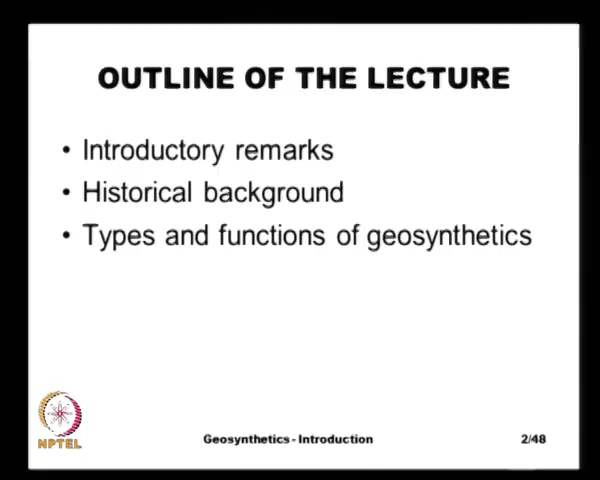 OUTLINE OF THE LECTURE
• Introductory remarks
• Historical background
• Types and functions of geosynthetics
NPTEL
Geosynthetics - Introduction
2/48